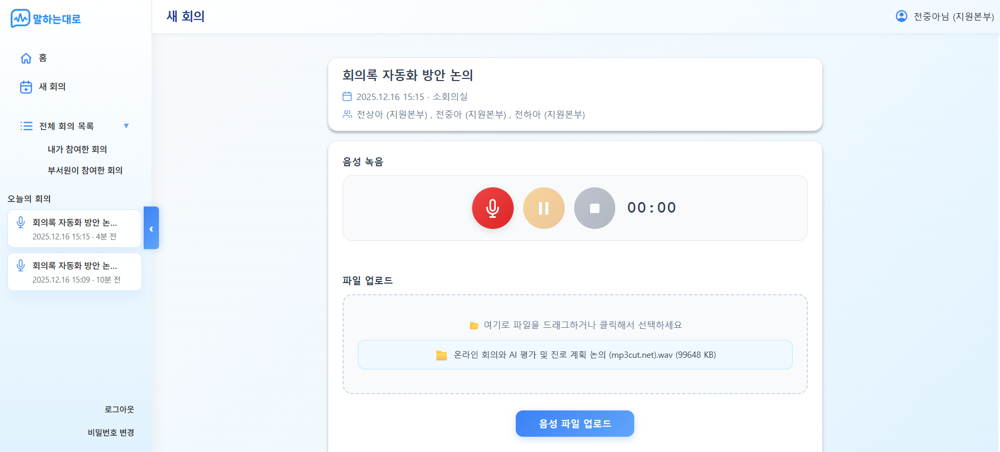 말하는대로
홈
새 회의
전체 회의 목록 ▼
내가 참여한 회의
부서원이 참여한 회의
오늘의 회의
회의록 자동화 방안 논...
2025.12.16 15:15 · 4분 전
회의록 자동화 방안 논...
2025.12.16 15:09 · 10분 전
로그아웃
비밀번호 변경
‹
새 회의
전중아님 (지원본부)
회의록 자동화 방안 논의
2025.12.16 15:15 · 소회의실
전상아 (지원본부) , 전중아 (지원본부) , 전하아 (지원본부)
음성 녹음
00:00
파일 업로드
여기로 파일을 드래그하거나 클릭해서 선택하세요
온라인 회의와 AI 평가 및 진로 계획 논의 (mp3cut.net).wav (99648 KB)
음성 파일 업로드